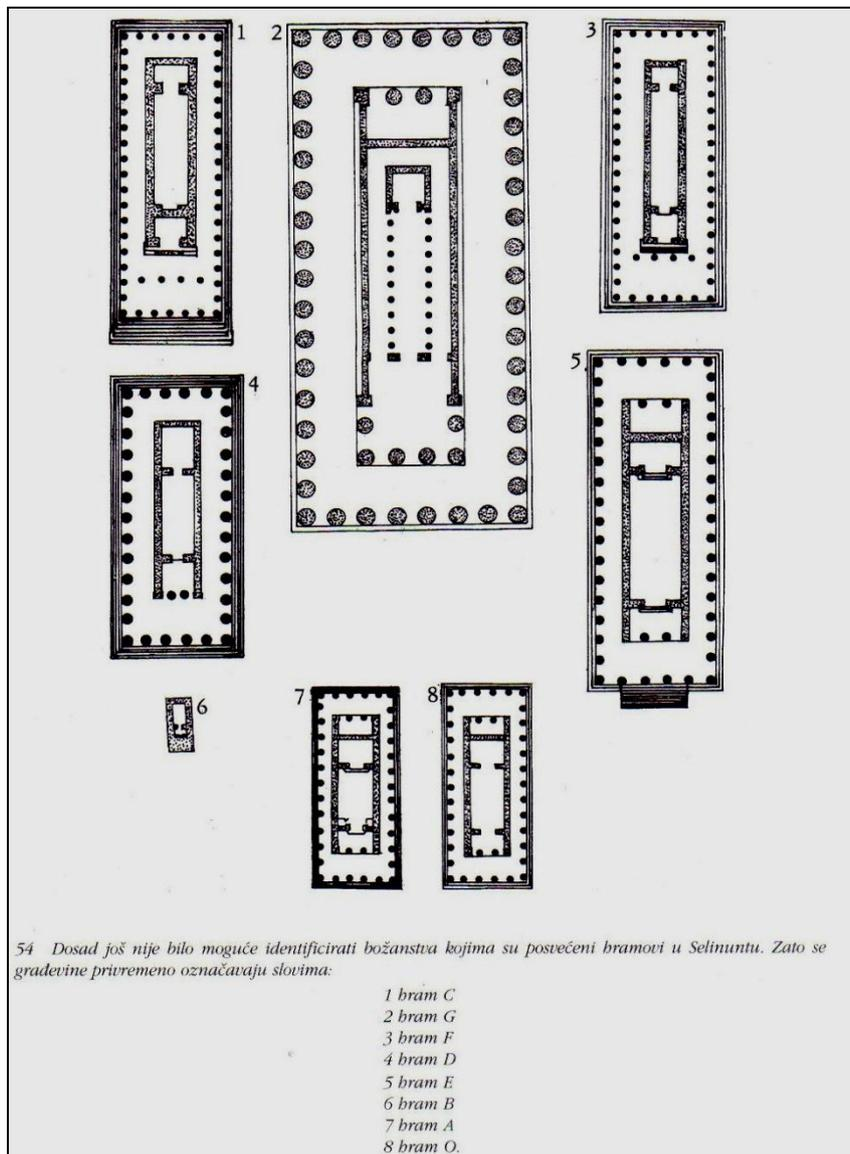 1
2
3
4
5
6
7
8
54 Dosad još nije bilo moguće identificirati božanstva kojima su posvećeni hramovi u Selinuntu. Zato se
građevine privremeno označavaju slovima:
1 hram C
2 hram G
3 hram F
4 hram D
5 hram E
6 hram B
7 hram A
8 hram O.